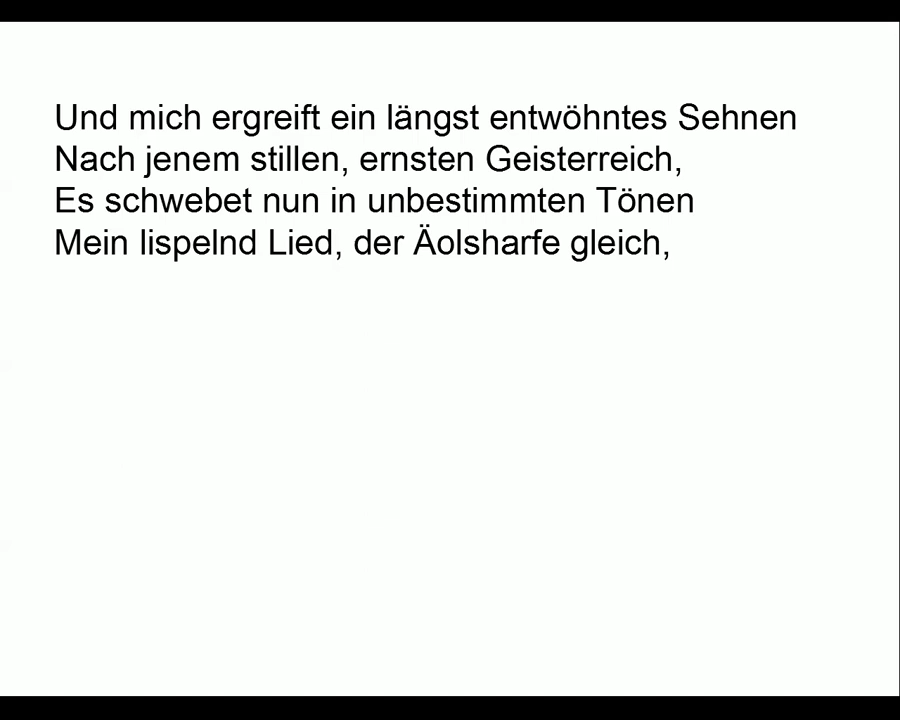 Und mich ergreift ein längst entwöhntes Sehnen
Nach jenem stillen, ernsten Geisterreich,
Es schwebet nun in unbestimmten Tönen
Mein lispelnd Lied, der Äolsharfe gleich,